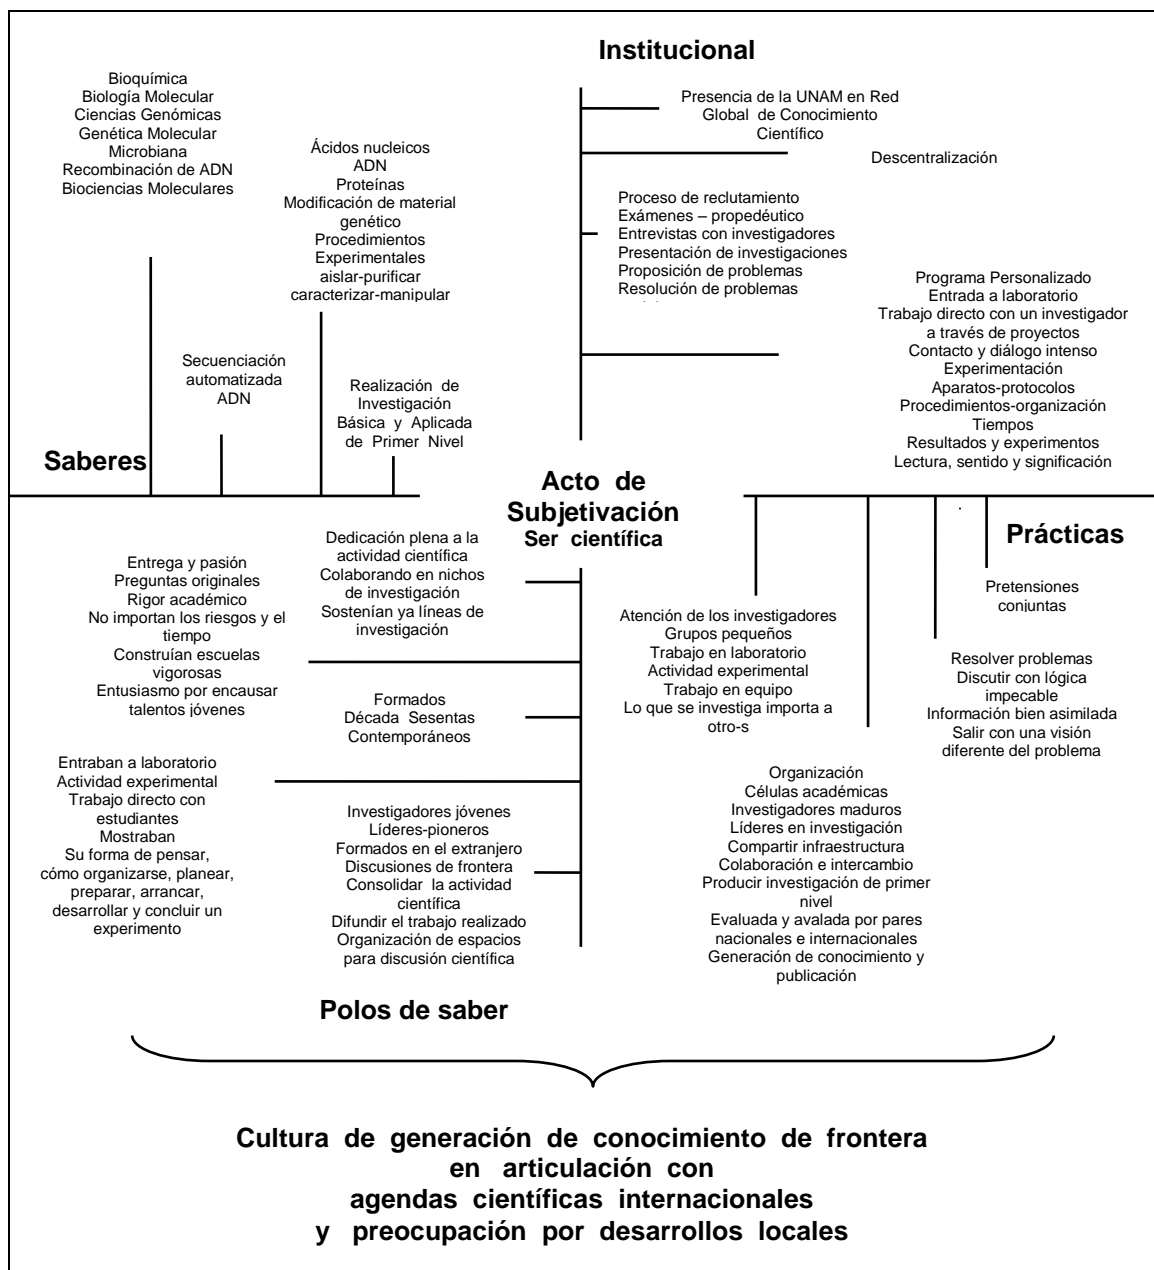 Institucional
Bioquímica
Biología Molecular
Ciencias Genómicas
Genética Molecular
Microbiana
Recombinación de ADN
Biociencias Moleculares
Ácidos nucleicos
ADN
Proteínas
Modificación de material
genético
Procedimientos
Experimentales
aislar-purificar
caracterizar-manipular
Secuenciación
automatizada
ADN
Realización de
Investigación
Básica y Aplicada
de Primer Nivel
Saberes
Presencia de la UNAM en Red
Global de Conocimiento
Científico
Descentralización
Proceso de reclutamiento
Exámenes – propedéutico
Entrevistas con investigadores
Presentación de investigaciones
Proposición de problemas
Resolución de problemas
Programa Personalizado
Entrada a laboratorio
Trabajo directo con un investigador
a través de proyectos
Contacto y diálogo intenso
Experimentación
Aparatos-protocolos
Procedimientos-organización
Tiempos
Resultados y experimentos
Lectura, sentido y significación
Acto de
Subjetivación
Ser científica
Prácticas
Dedicación plena a la
actividad científica
Colaborando en nichos
de investigación
Sostenían ya líneas de
investigación
Entrega y pasión
Preguntas originales
Rigor académico
No importan los riesgos y el
tiempo
Construían escuelas
vigorosas
Entusiasmo por encausar
talentos jóvenes
Formados
Década Sesentas
Contemporáneos
Entraban a laboratorio
Actividad experimental
Trabajo directo con
estudiantes
Mostraban
Su forma de pensar,
cómo organizarse, planear,
preparar, arrancar,
desarrollar y concluir un
experimento
Investigadores jóvenes
Líderes-pioneros
Formados en el extranjero
Discusiones de frontera
Consolidar la actividad
científica
Difundir el trabajo realizado
Organización de espacios
para discusión científica
Atención de los investigadores
Grupos pequeños
Trabajo en laboratorio
Actividad experimental
Trabajo en equipo
Lo que se investiga importa a
otro-s
Organización
Células académicas
Investigadores maduros
Líderes en investigación
Compartir infraestructura
Colaboración e intercambio
Producir investigación de primer
nivel
Evaluada y avalada por pares
nacionales e internacionales
Generación de conocimiento y
publicación
Pretensiones
conjuntas
Resolver problemas
Discutir con lógica
impecable
Información bien asimilada
Salir con una visión
diferente del problema
Polos de saber
Cultura de generación de conocimiento de frontera
en articulación con
agendas científicas internacionales
y preocupación por desarrollos locales